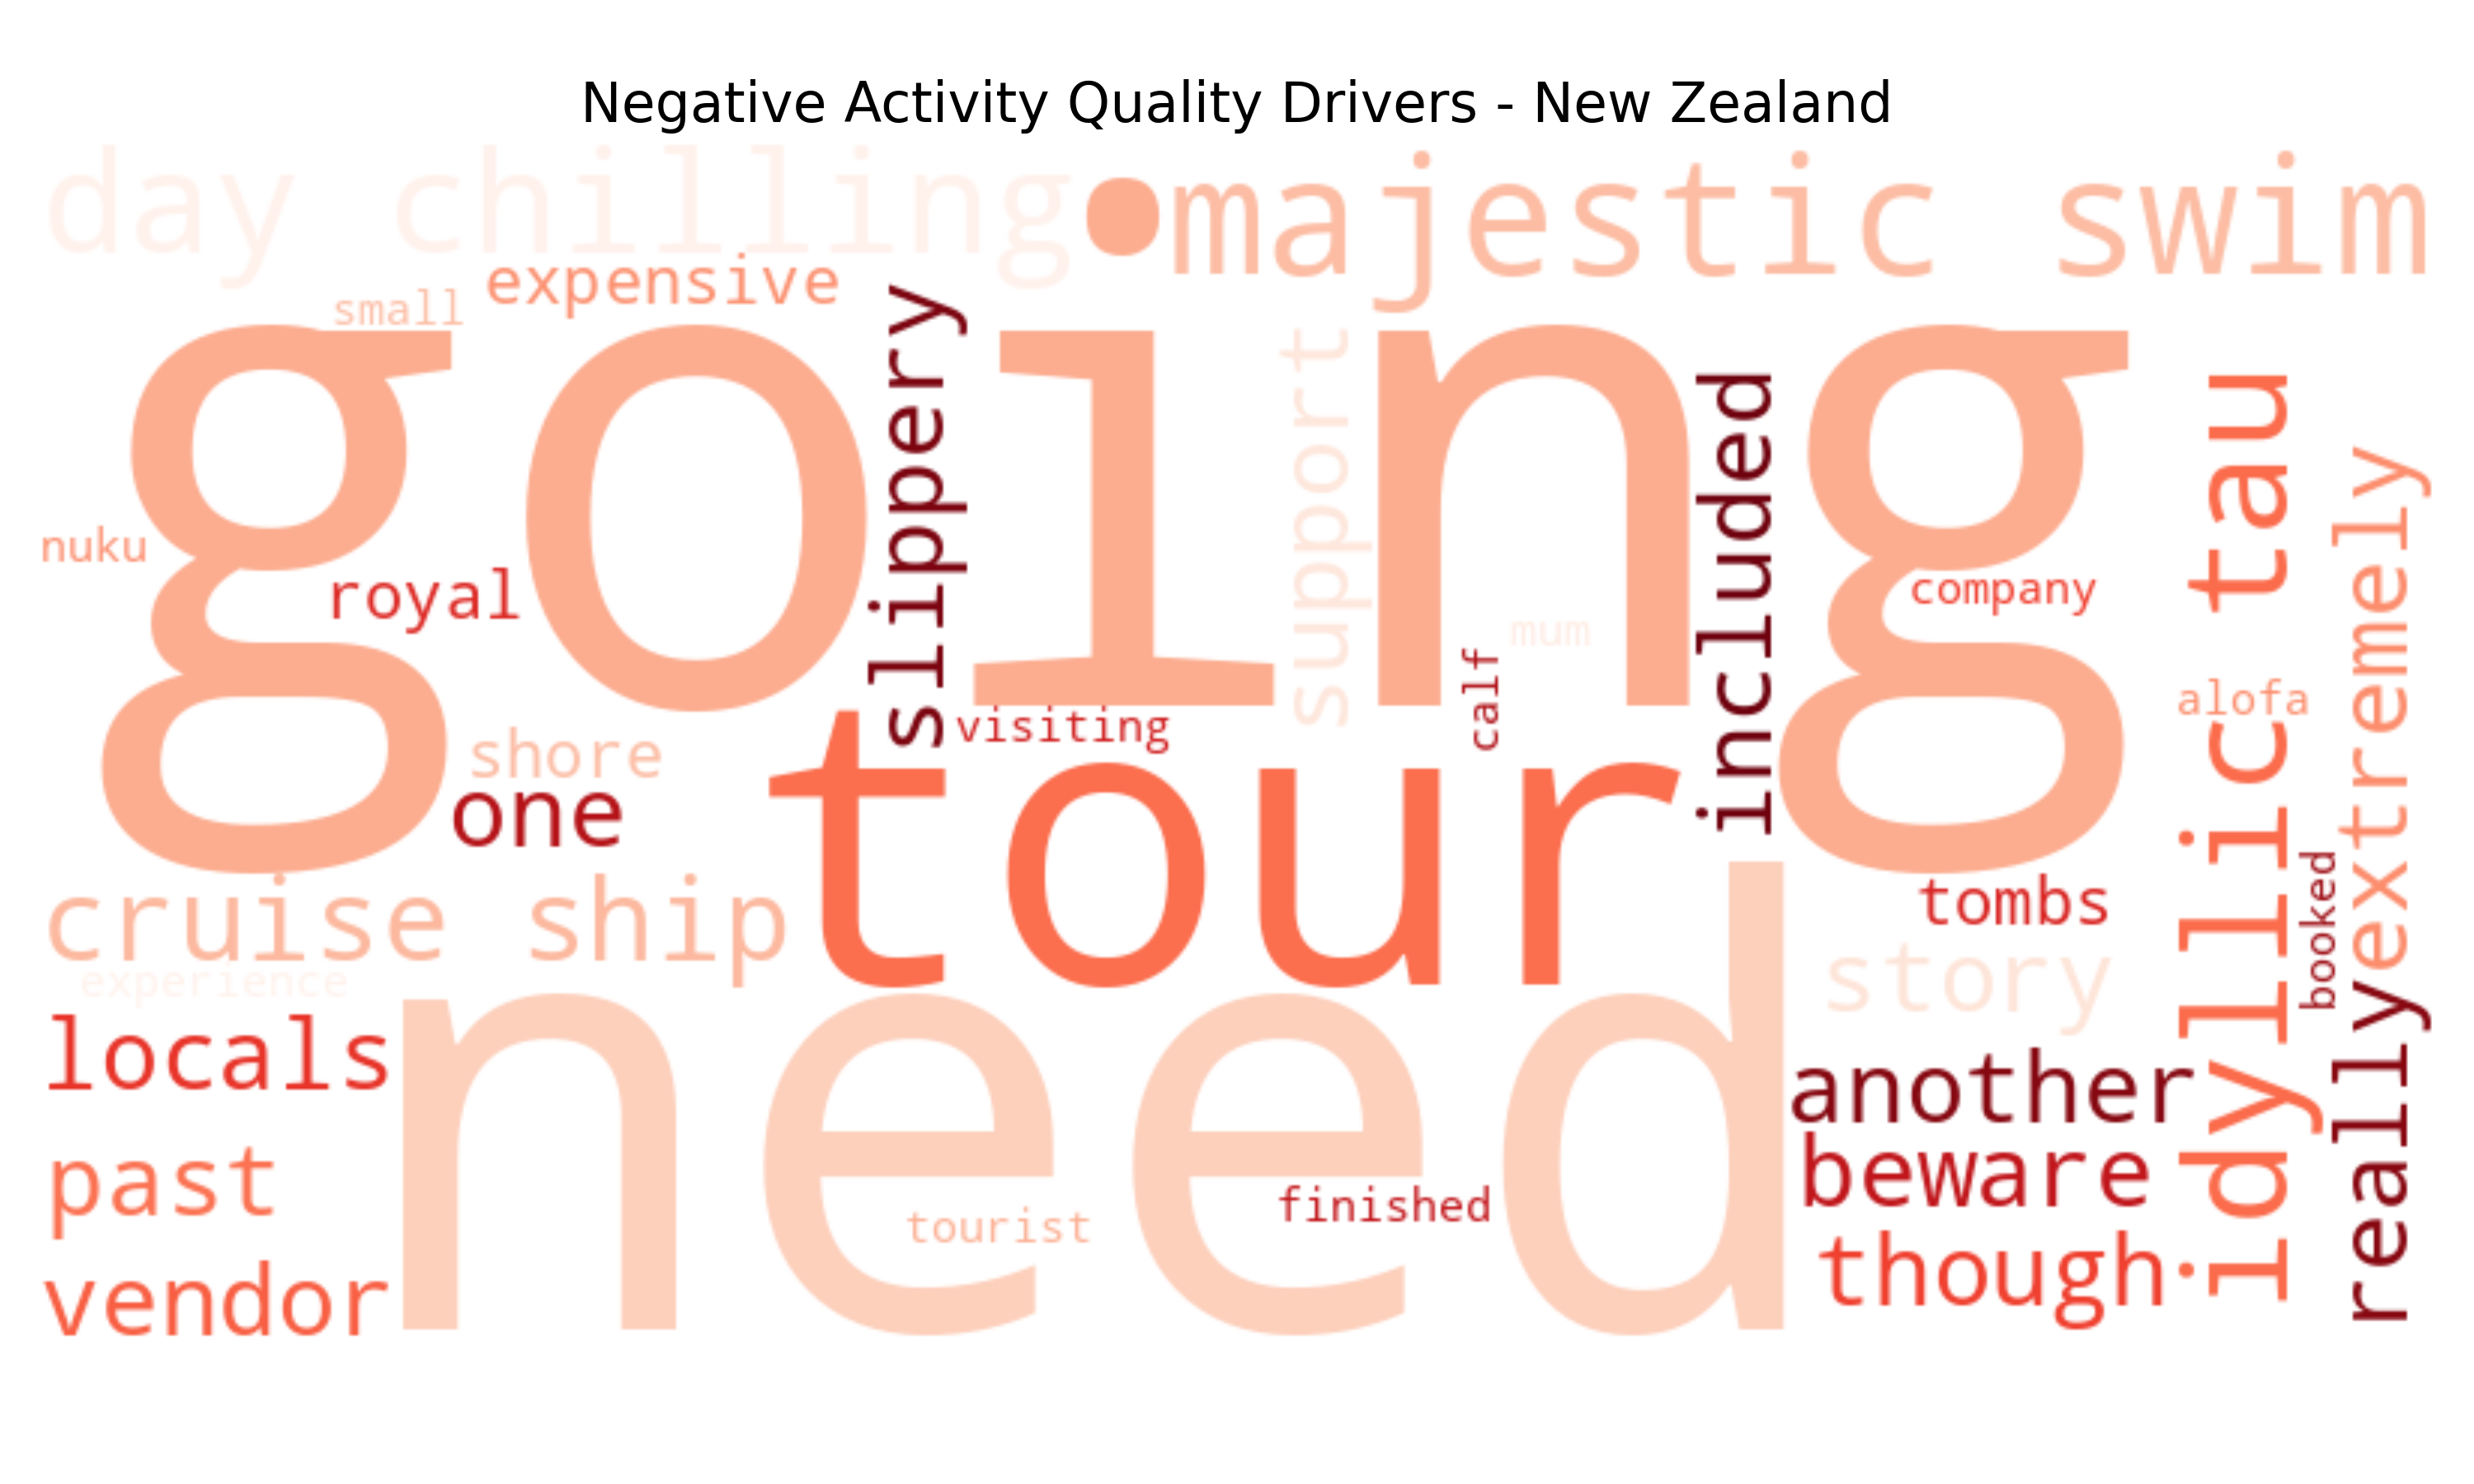 Negative Activity Quality Drivers - New Zealand
day chilling
majestic swim
small
expensive
going
slippery
support
included
idyllic tau
extremely
nuku
royal
company
mum
calf
alofa
visiting
shore
one
tour
cruise ship
tombs
booked
story
experience
need
locals
another
really
past
beware
tourist
finished
vendor
though